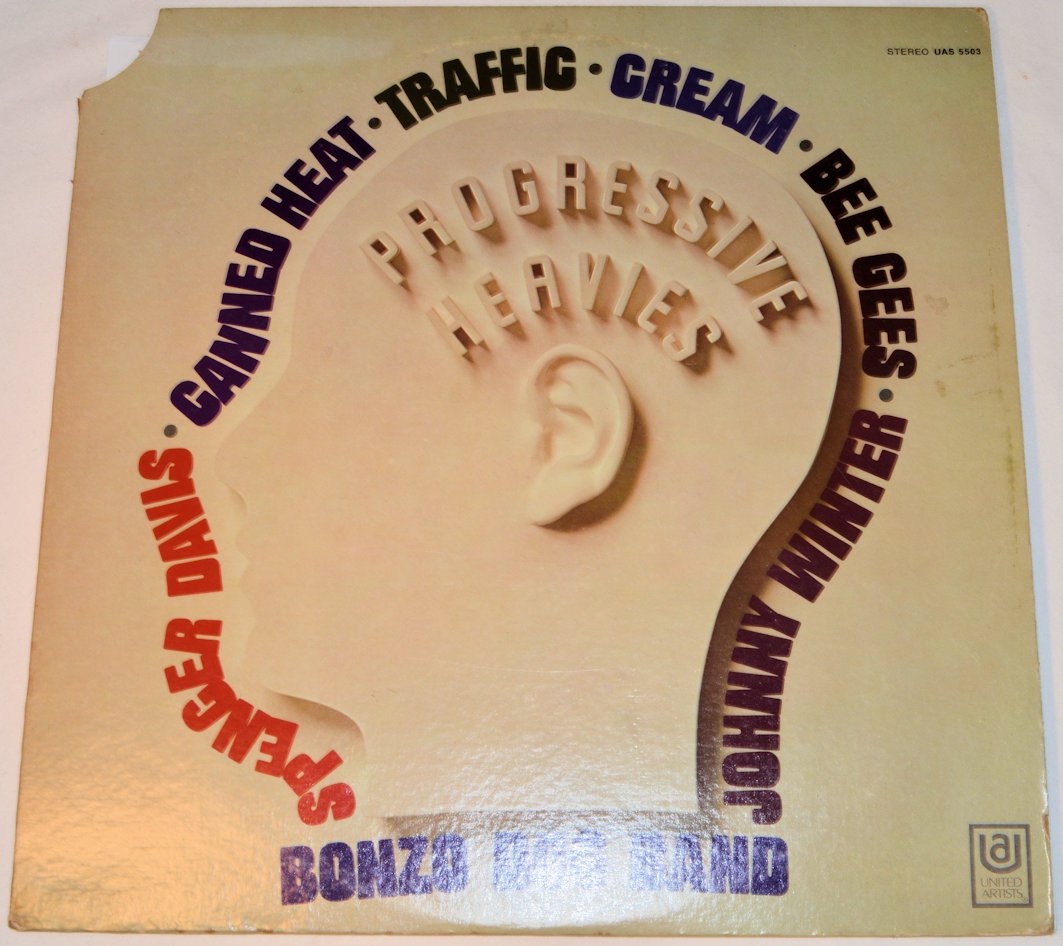 STEREO UAS 5503
SPENCER DAVIS • CANNED HEAT • TRAFFIC • CREAM • BEE GEES • JOHNNY WINTER
PROGRESSIVE
HEAVIES
BONZO DOG BAND
UA
UNITED
ARTISTS